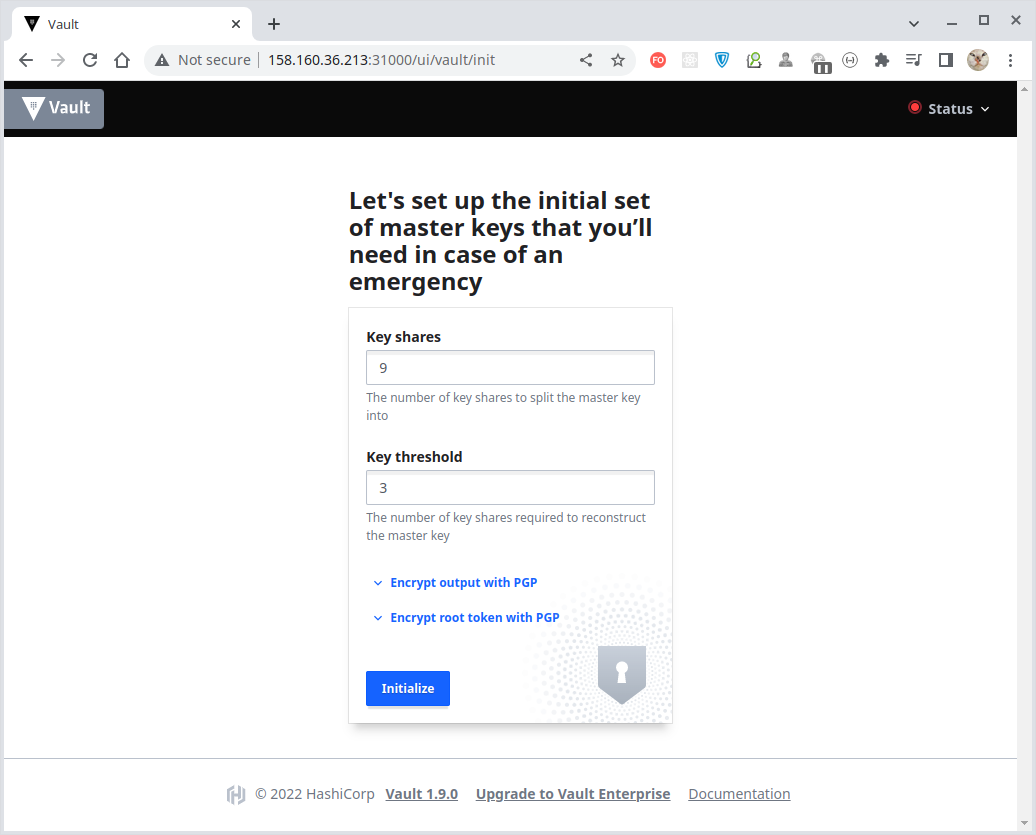 Vault
Not secure 158.160.36.213:31000/ui/vault/init
FO
Vault
Status
Let's set up the initial set
of master keys that you’ll
need in case of an
emergency
Key shares
9
The number of key shares to split the master key
into
Key threshold
3
The number of key shares required to reconstruct
the master key
Encrypt output with PGP
Encrypt root token with PGP
Initialize
© 2022 HashiCorp Vault 1.9.0 Upgrade to Vault Enterprise Documentation